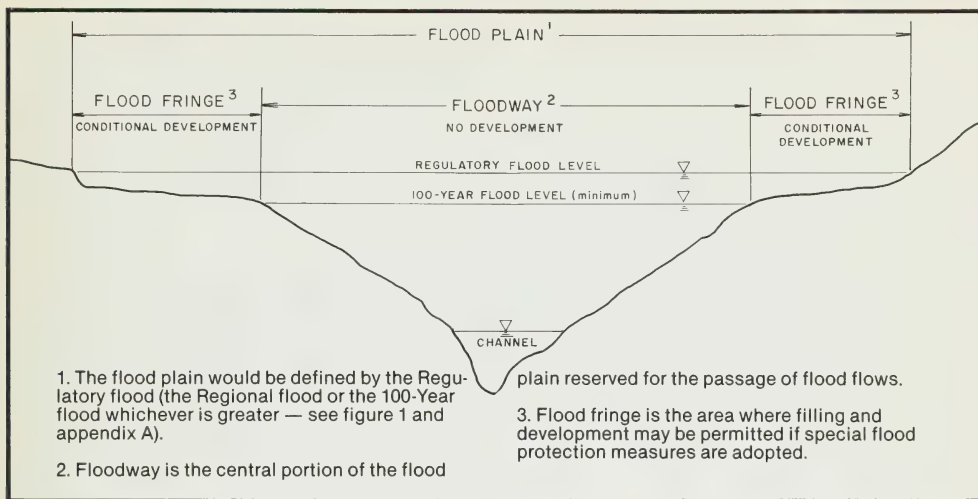 FLOOD PLAIN¹
FLOOD FRINGE³
CONDITIONAL DEVELOPMENT
FLOODWAY²
NO DEVELOPMENT
FLOOD FRINGE³
CONDITIONAL
DEVELOPMENT
REGULATORY FLOOD LEVEL
100-YEAR FLOOD LEVEL (minimum)
CHANNEL
1. The flood plain would be defined by the Regu-
latory flood (the Regional flood or the 100-Year
flood whichever is greater — see figure 1 and
appendix A).
2. Floodway is the central portion of the flood
plain reserved for the passage of flood flows.
3. Flood fringe is the area where filling and
development may be permitted if special flood
protection measures are adopted.